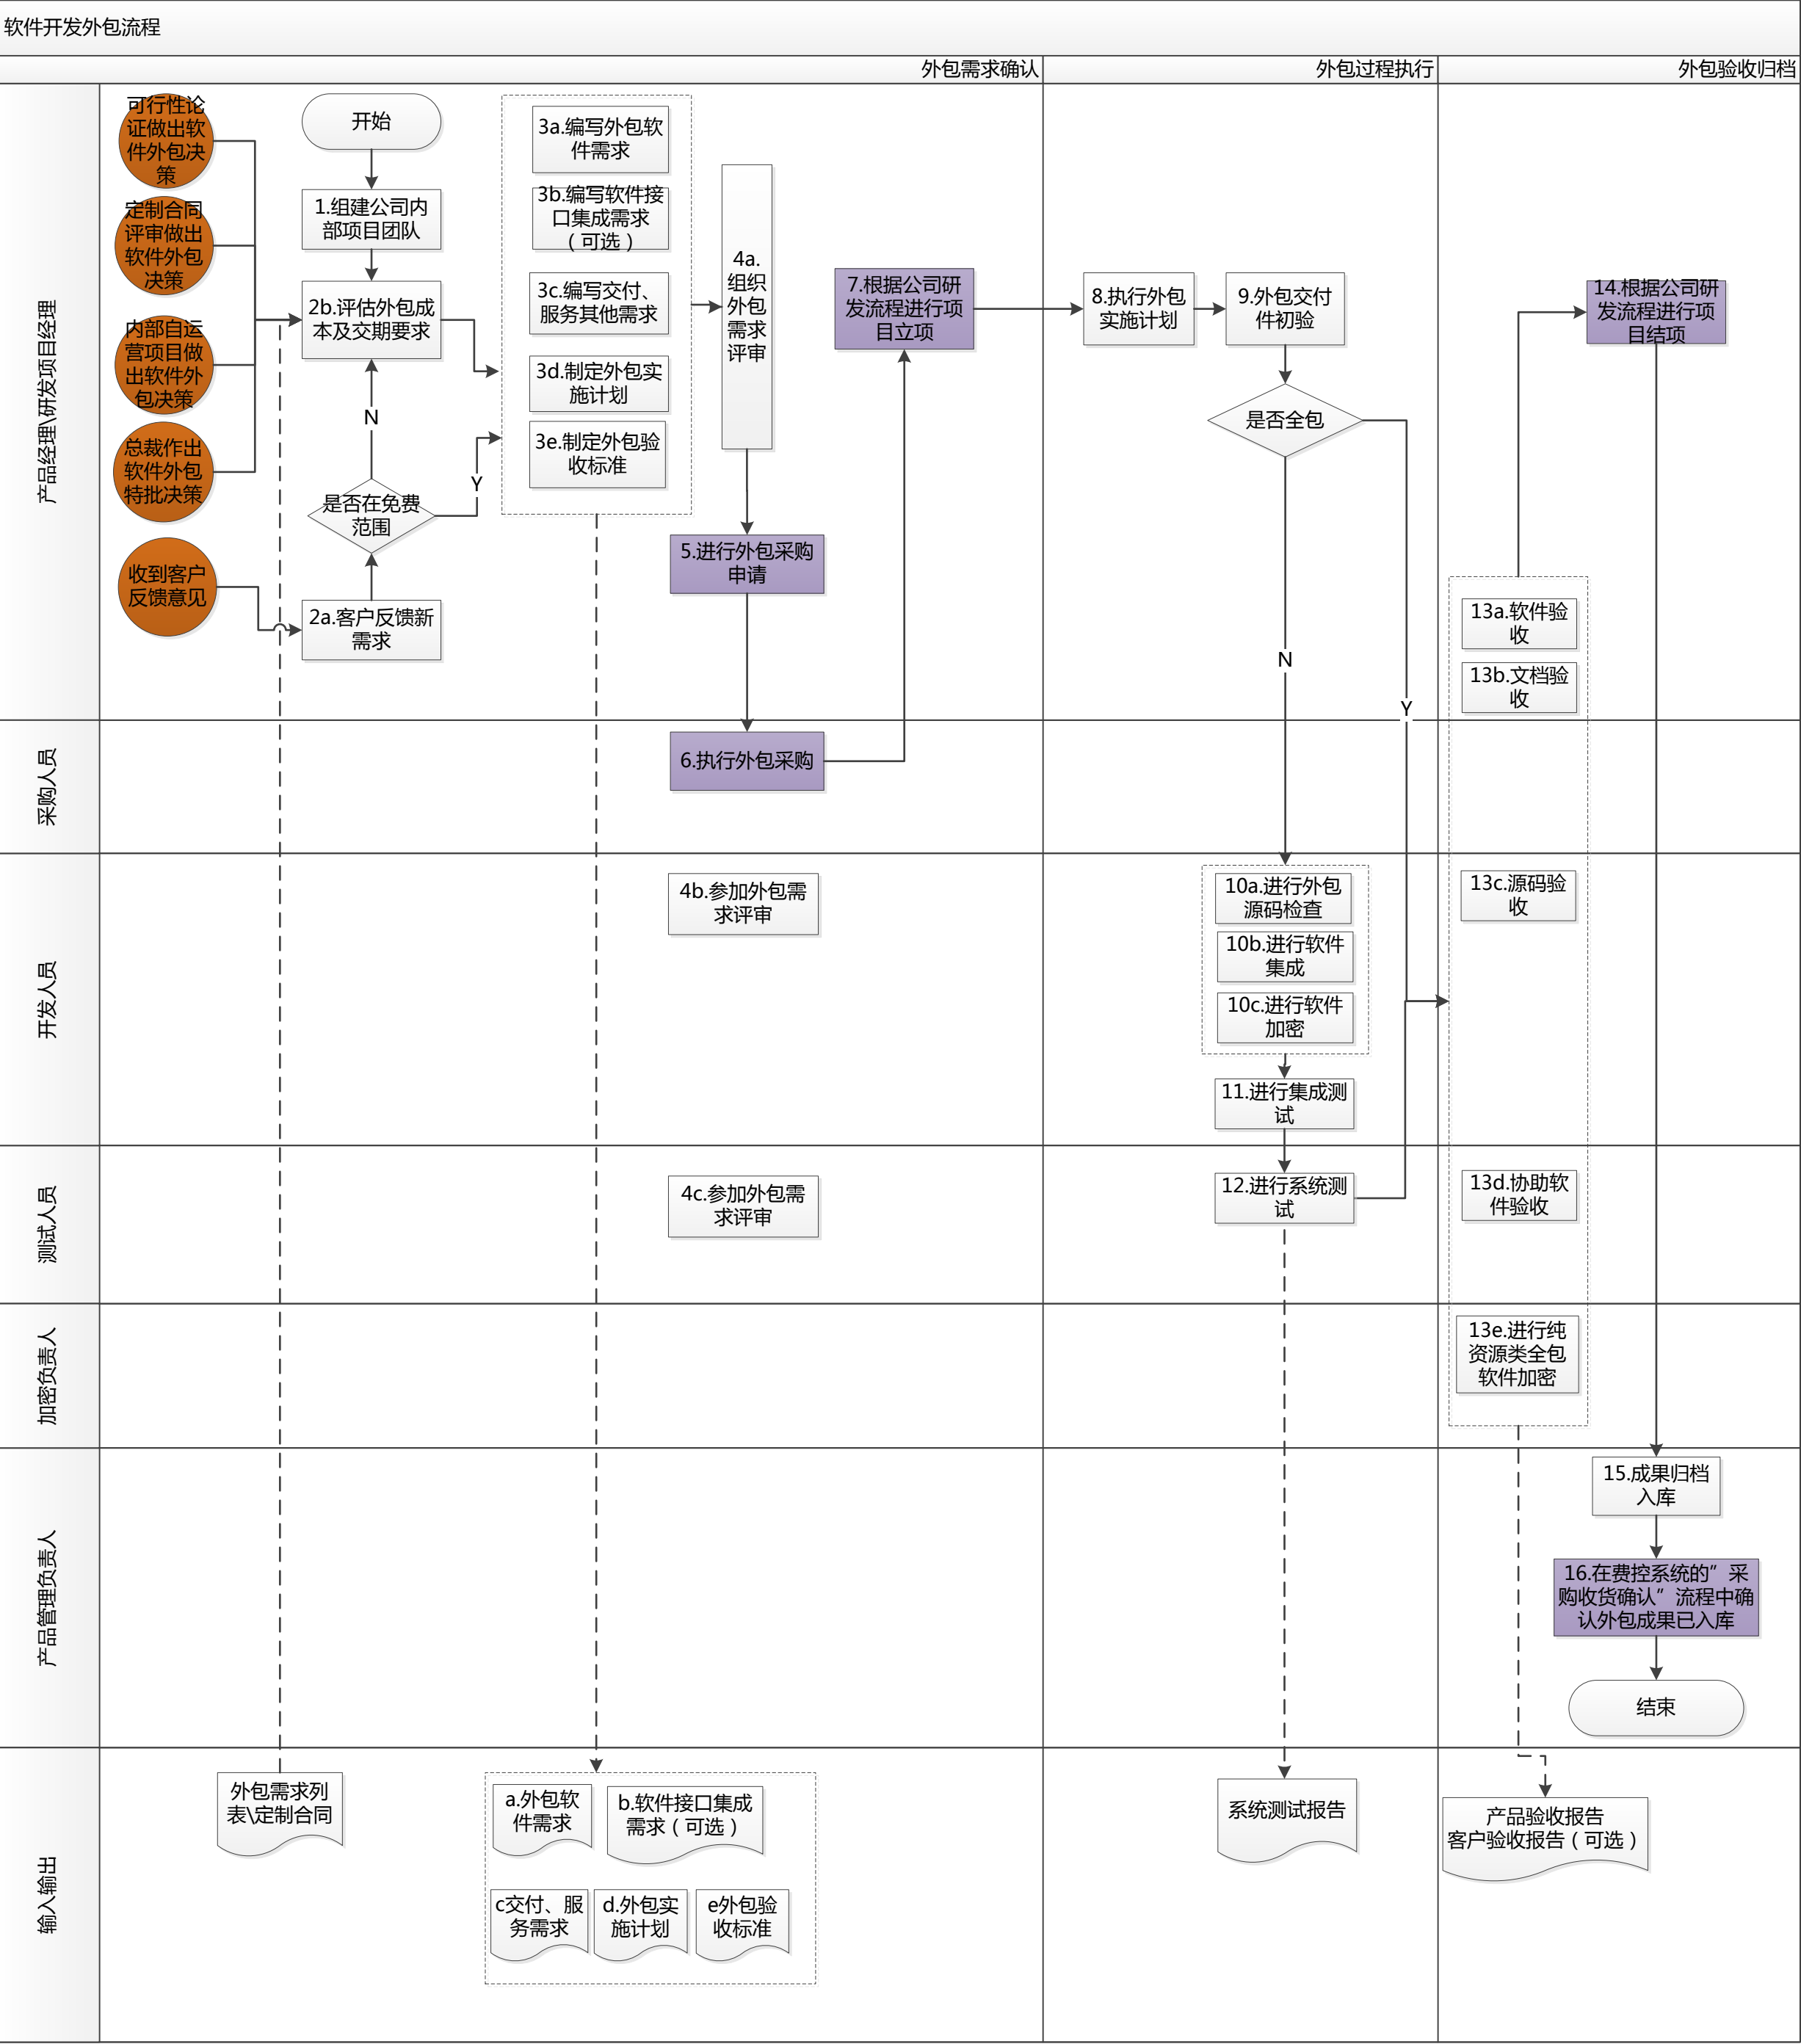 软件开发外包流程
外包需求确认
外包过程执行
外包验收归档
产品经理\研发项目经理
可行性论
证做出软
件外包决
策
定制合同
评审做出
软件外包
决策
内部自运
营项目做
出软件外
包决策
总裁作出
软件外包
特批决策
收到客户
反馈意见
开始
1.组建公司内
部项目团队
2b.评估外包成
本及交期要求
N
是否在免费
范围
Y
2a.客户反馈新
需求
3a.编写外包软
件需求
3b.编写软件接
口集成需求
（可选）
3c.编写交付、
服务其他需求
3d.制定外包实
施计划
3e.制定外包验
收标准
4a.
组织
外包
需求
评审
5.进行外包采购
申请
7.根据公司研
发流程进行项
目立项
8.执行外包
实施计划
9.外包交付
件初验
是否全包
N
Y
14.根据公司研
发流程进行项
目结项
13a.软件验
收
13b.文档验
收
采购人员
6.执行外包采购
开发人员
4b.参加外包需
求评审
10a.进行外包
源码检查
10b.进行软件
集成
10c.进行软件
加密
11.进行集成测
试
13c.源码验
收
测试人员
4c.参加外包需
求评审
12.进行系统测
试
13d.协助软
件验收
加密负责人
13e.进行纯
资源类全包
软件加密
产品管理负责人
15.成果归档
入库
16.在费控系统的”采
购收货确认”流程中确
认外包成果已入库
结束
输入输出
外包需求列
表\定制合同
a.外包软
件需求
b.软件接口集成
需求（可选）
c交付、服
务需求
d.外包实
施计划
e外包验
收标准
系统测试报告
产品验收报告
客户验收报告（可选）